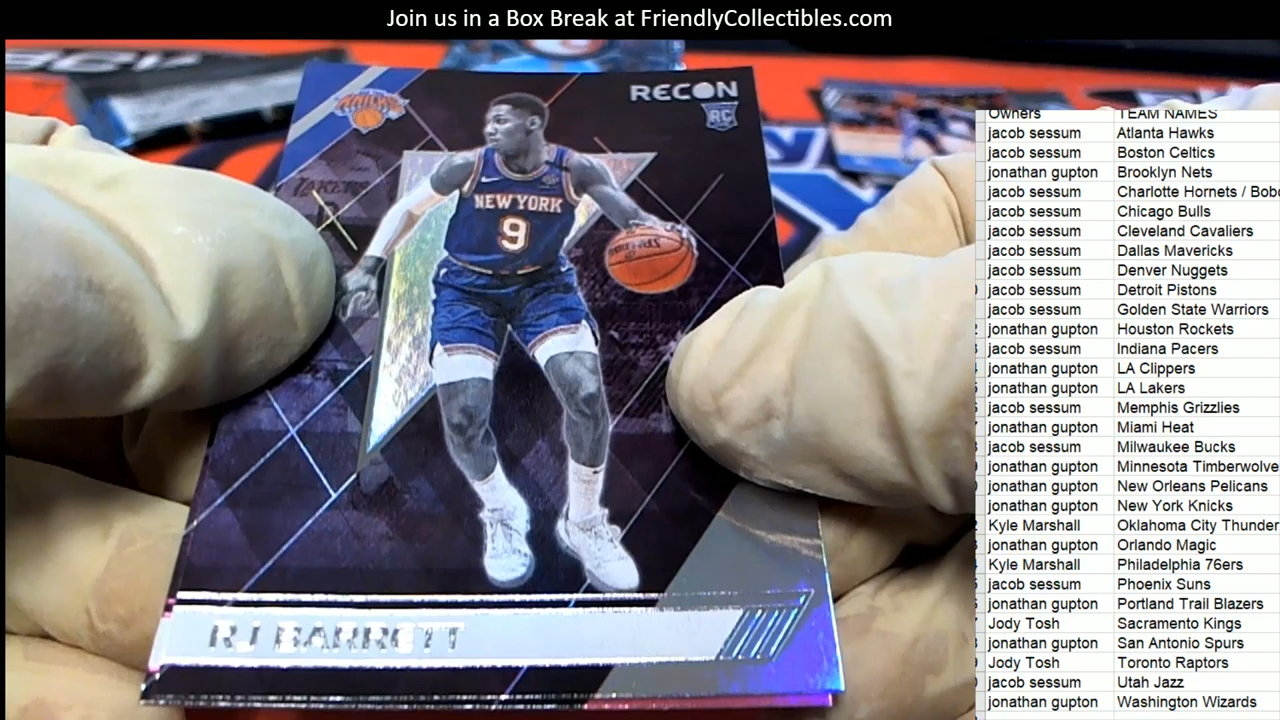 Join us in a Box Break at FriendlyCollectibles.com
KNICKS
RECON
RC
LAKERS
NEW YORK
9
SPALDING
RJ BARRETT
Owners TEAM NAMES
jacob sessum Atlanta Hawks
jacob sessum Boston Celtics
jonathan gupton Brooklyn Nets
jacob sessum Charlotte Hornets / Bobc
jacob sessum Chicago Bulls
jacob sessum Cleveland Cavaliers
jacob sessum Dallas Mavericks
jacob sessum Denver Nuggets
jacob sessum Detroit Pistons
jacob sessum Golden State Warriors
jonathan gupton Houston Rockets
jacob sessum Indiana Pacers
jonathan gupton LA Clippers
jonathan gupton LA Lakers
jacob sessum Memphis Grizzlies
jonathan gupton Miami Heat
jacob sessum Milwaukee Bucks
jonathan gupton Minnesota Timberwolve
jonathan gupton New Orleans Pelicans
jonathan gupton New York Knicks
Kyle Marshall Oklahoma City Thunder
jonathan gupton Orlando Magic
Kyle Marshall Philadelphia 76ers
jacob sessum Phoenix Suns
jonathan gupton Portland Trail Blazers
Jody Tosh Sacramento Kings
jonathan gupton San Antonio Spurs
Jody Tosh Toronto Raptors
jacob sessum Utah Jazz
jonathan gupton Washington Wizards